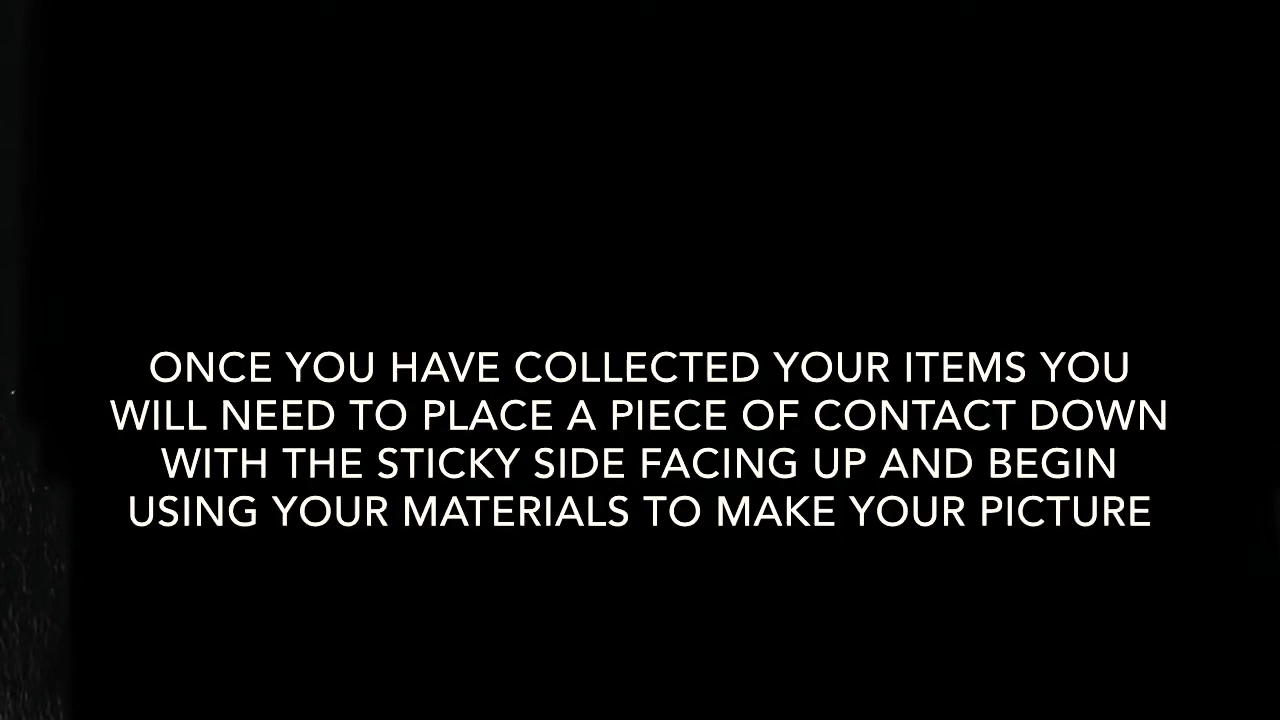 ONCE YOU HAVE COLLECTED YOUR ITEMS YOU
WILL NEED TO PLACE A PIECE OF CONTACT DOWN
WITH THE STICKY SIDE FACING UP AND BEGIN
USING YOUR MATERIALS TO MAKE YOUR PICTURE